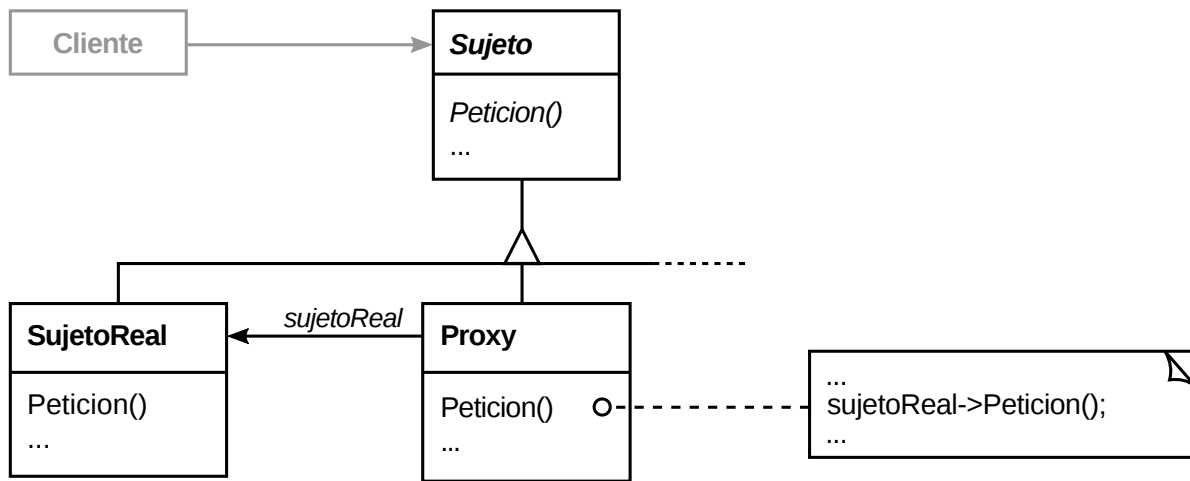 Cliente
Sujeto
Peticion()
...
sujetoReal
SujetoReal
Peticion()
...
Proxy
Peticion()
...
...
sujetoReal->Peticion();
...